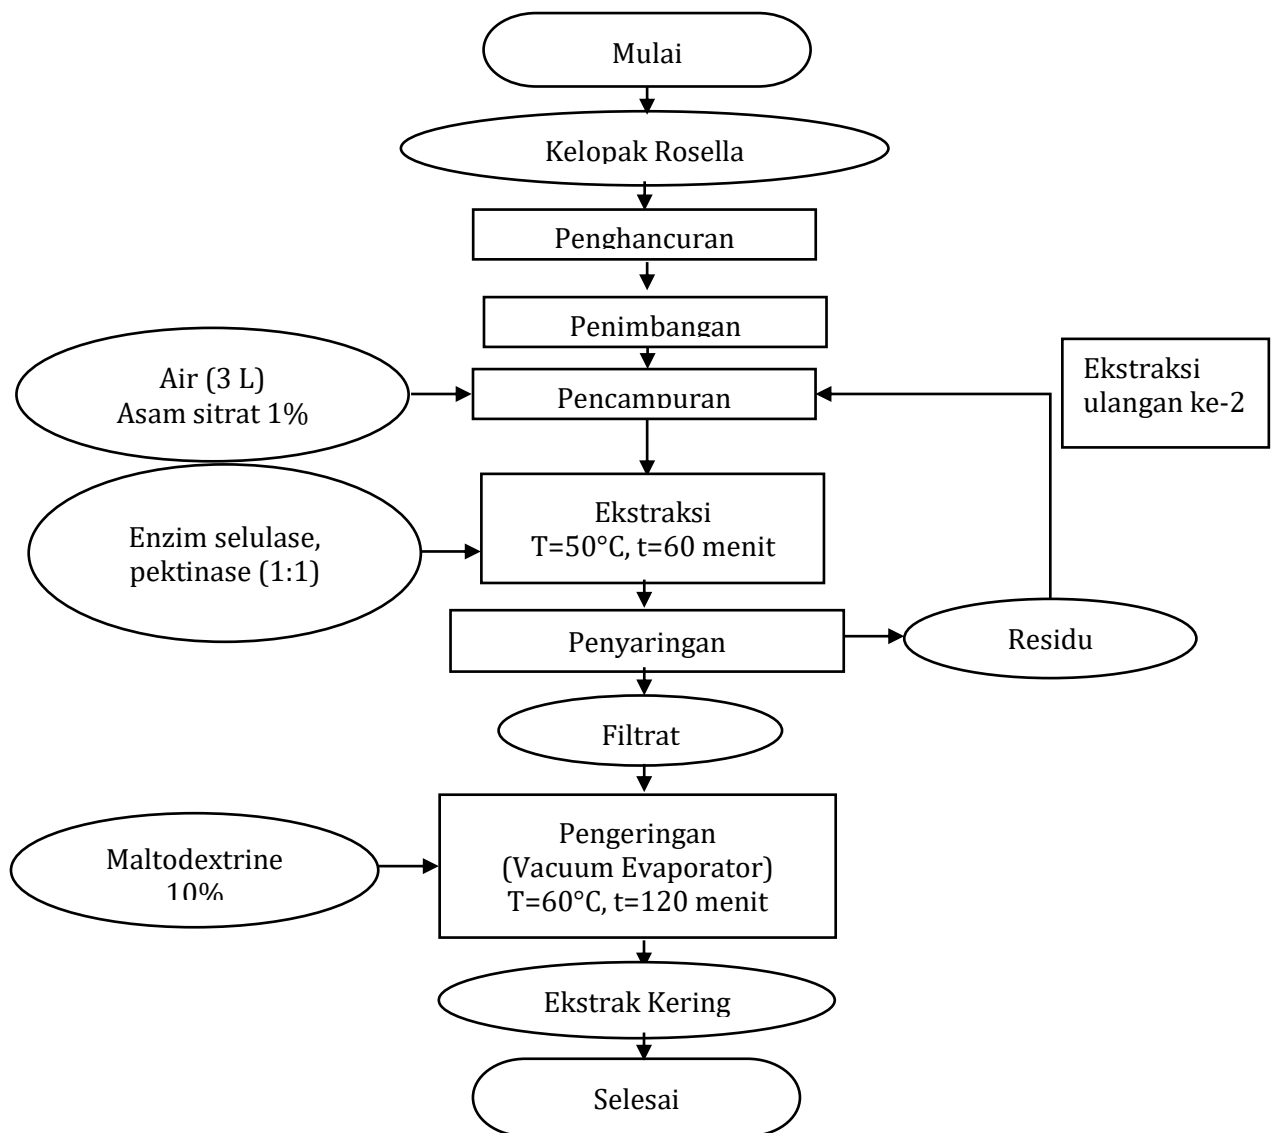 Mulai
Kelopak Rosella
Penghancuran
Penimbangan
Air (3 L)
Asam sitrat 1%
Pencampuran
Ekstraksi
ulangan ke-2
Enzim selulase,
pektinase (1:1)
Ekstraksi
T=50°C, t=60 menit
Penyaringan
Residu
Filtrat
Maltodextrine
10%
Pengeringan
(Vacuum Evaporator)
T=60°C, t=120 menit
Ekstrak Kering
Selesai